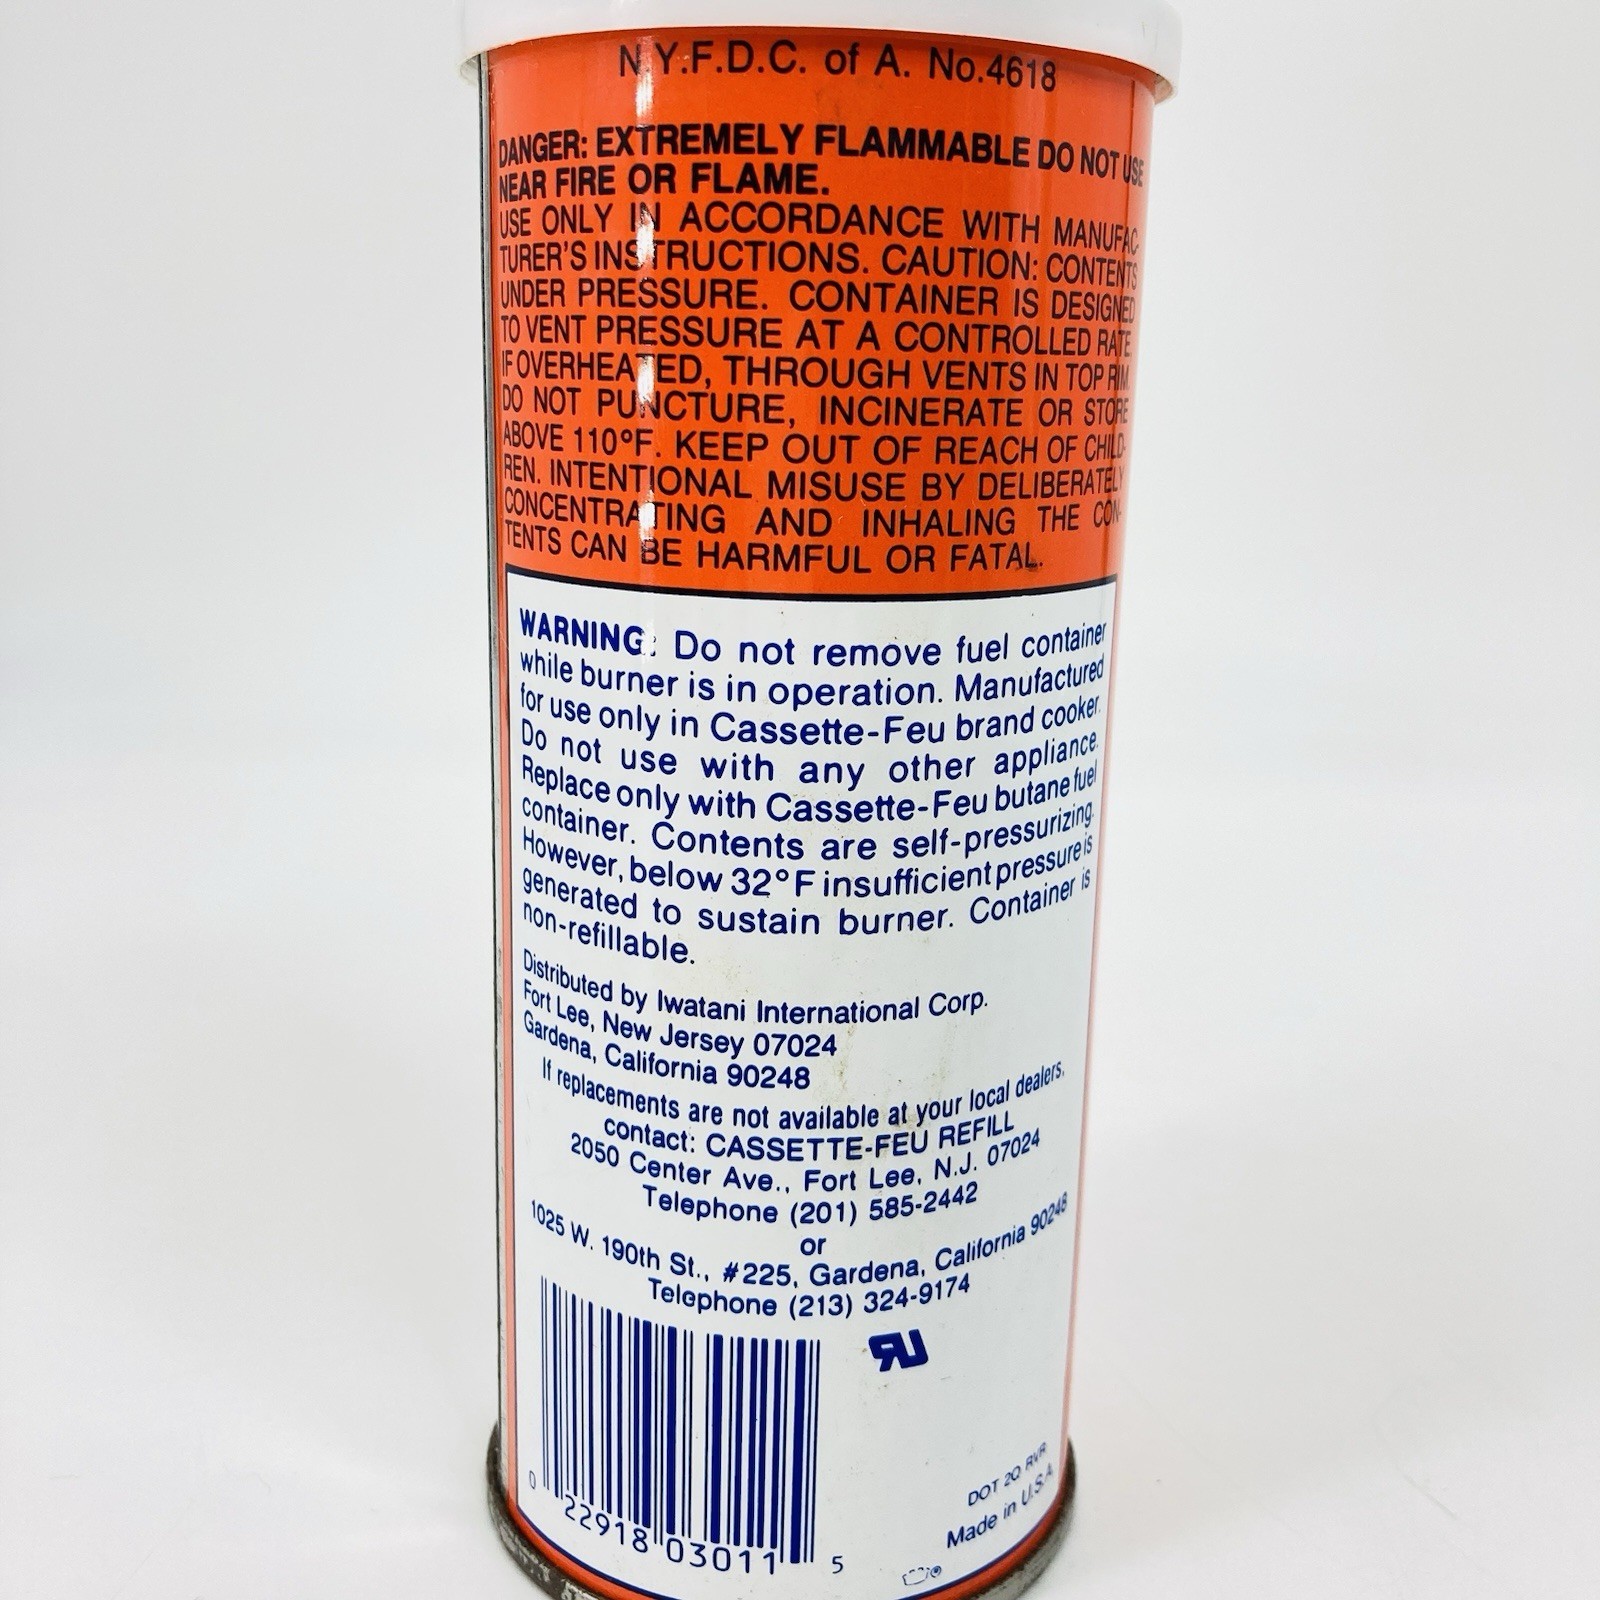 N.Y.F.D.C. of A. No.4618
DANGER: EXTREMELY FLAMMABLE DO NOT USE
NEAR FIRE OR FLAME.
USE ONLY IN ACCORDANCE WITH MANUFAC-
TURER'S INSTRUCTIONS. CAUTION: CONTENTS
UNDER PRESSURE. CONTAINER IS DESIGNED
TO VENT PRESSURE AT A CONTROLLED RATE
IF OVERHEATED, THROUGH VENTS IN TOP RIM.
DO NOT PUNCTURE, INCINERATE OR STORE
ABOVE 110°F. KEEP OUT OF REACH OF CHILD-
REN. INTENTIONAL MISUSE BY DELIBERATELY
CONCENTRATING AND INHALING THE CON-
TENTS CAN BE HARMFUL OR FATAL.
WARNING: Do not remove fuel container
while burner is in operation. Manufactured
for use only in Cassette-Feu brand cooker.
Do not use with any other appliance.
Replace only with Cassette-Feu butane fuel
container. Contents are self-pressurizing.
However, below 32°F insufficient pressure is
generated to sustain burner. Container is
non-refillable.
Distributed by Iwatani International Corp.
Fort Lee, New Jersey 07024
Gardena, California 90248
If replacements are not available at your local dealers,
contact: CASSETTE-FEU REFILL
2050 Center Ave., Fort Lee, N.J. 07024
Telephone (201) 585-2442
or
1025 W. 190th St., #225, Gardena, California 90248
Telephone (213) 324-9174
0 22918 03011 5
DOT 2Q RVR
Made in U.S.A.